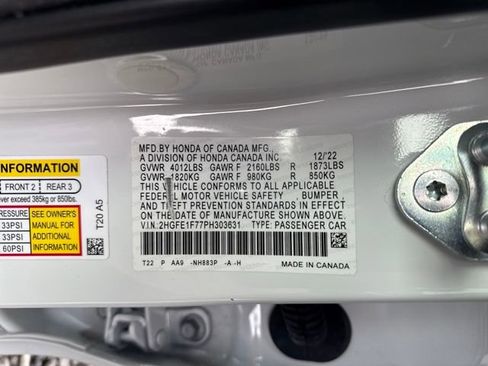 MFD.BY HONDA OF CANADA MFG.,
A DIVISION OF HONDA CANADA INC 12/'22
GVWR 4012LBS GAWR F 2160LBS R 1873LBS
GVWR 1820KG GAWR F 980KG R 850KG
THIS VEHICLE CONFORMS TO ALL APPLICABLE
FEDERAL MOTOR VEHICLE SAFETY , BUMPER,
AND THEFT PREVENTION STANDARDS IN EFFECT
ON THE DATE OF MANUFACTURE SHOWN ABOVE.
V.I.N:2HGFE1F77PH303631 TYPE:PASSENGER CAR
T22 P AA9 -NH883P -A-H
MADE IN CANADA
INFORMATION
FRONT 2 REAR 3
ver exceed 385kg or 850lbs.
PRESSURE SEE OWNER'S
33PSI MANUAL FOR
33PSI ADDITIONAL
60PSI INFORMATION
T20 A5